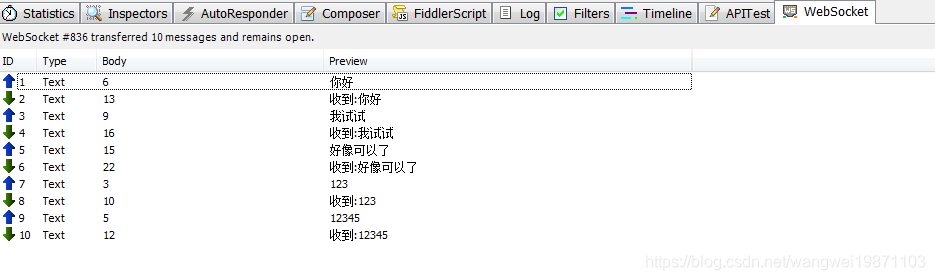 Statistics Inspectors AutoResponder Composer FiddlerScript Log Filters Timeline APITest WebSocket
WebSocket #836 transferred 10 messages and remains open.
ID Type Body Preview
1 Text 6 你好
2 Text 13 收到:你好
3 Text 9 我试试
4 Text 16 收到:我试试
5 Text 15 好像可以了
6 Text 22 收到:好像可以了
7 Text 3 123
8 Text 10 收到:123
9 Text 5 12345
10 Text 12 收到:12345
https://blog.csdn.net/wangwei19871103